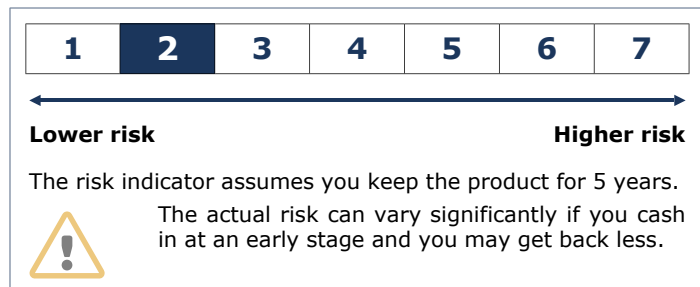 1 2 3 4 5 6 7
Lower risk Higher risk
The risk indicator assumes you keep the product for 5 years.
The actual risk can vary significantly if you cash
in at an early stage and you may get back less.